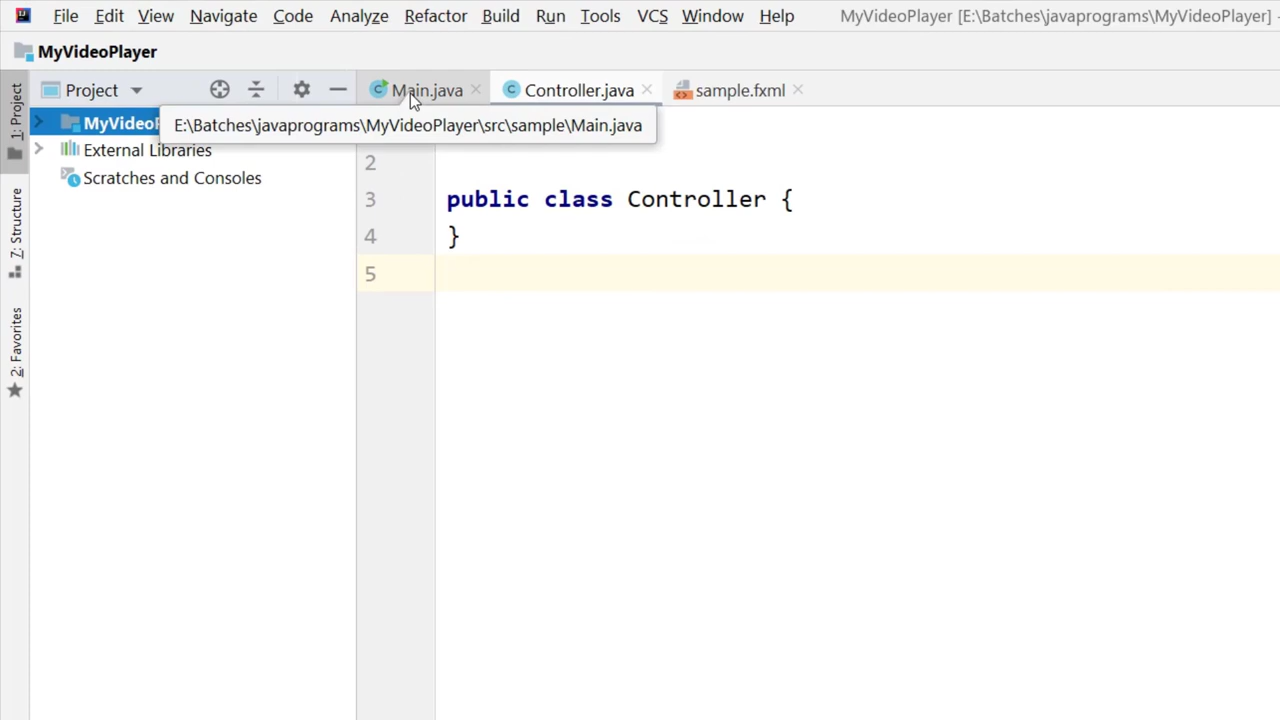 File Edit View Navigate Code Analyze Refactor Build Run Tools VCS Window Help MyVideoPlayer [E:\Batches\javaprograms\MyVideoPlayer] -
MyVideoPlayer
1: Project
Z: Structure
2: Favorites
Project
Main.java
Controller.java
sample.fxml
MyVideoP
E:\Batches\javaprograms\MyVideoPlayer\src\sample\Main.java
External Libraries
Scratches and Consoles
2
3 public class Controller {
4 }
5